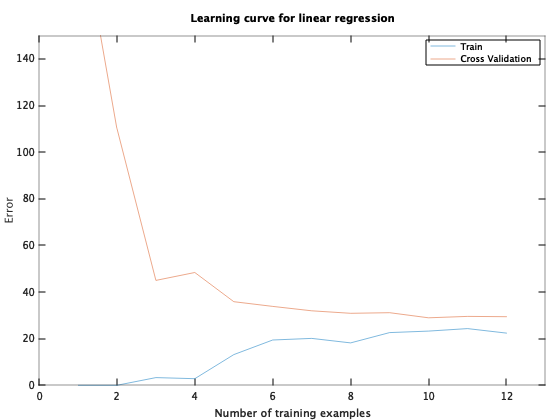 Learning curve for linear regression
Train
Cross Validation
140
120
100
80
60
40
20
0
Error
0 2 4 6 8 10 12
Number of training examples